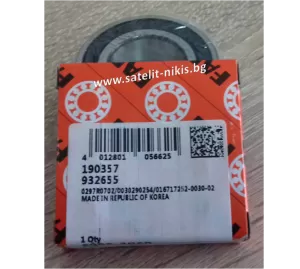 www.satelit-nikis.bg
4 012801 056625
190357
932655
0297R0702/0030290254/016717252-0030-02
MADE IN REPUBLIC OF KOREA
1 Qty